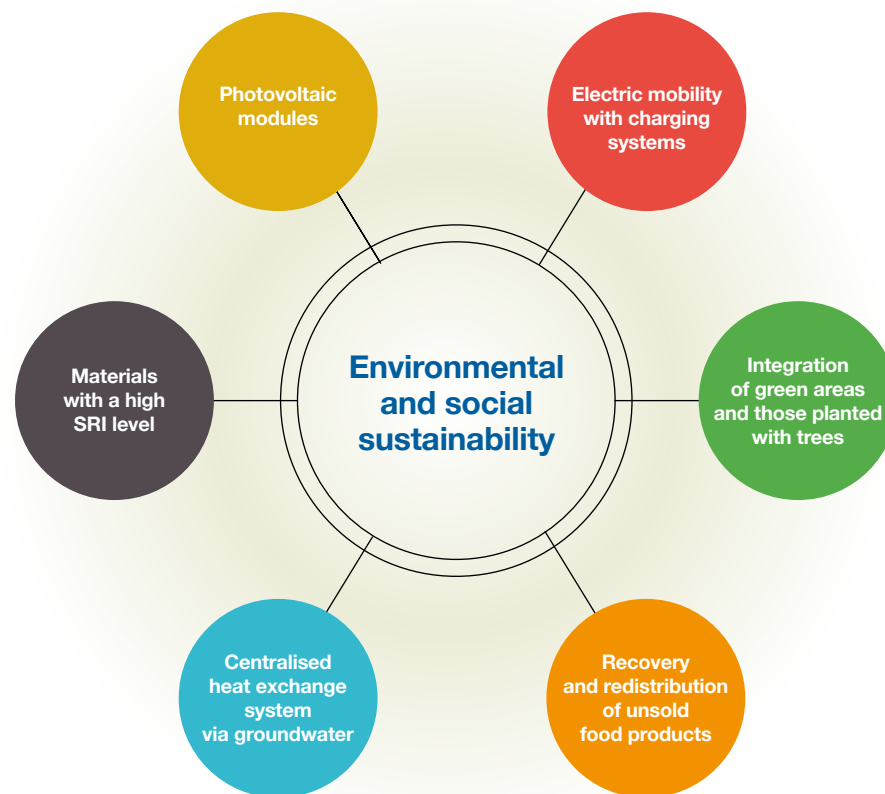 Photovoltaic
modules
Electric mobility
with charging
systems
Materials
with a high
SRI level
Environmental
and social
sustainability
Integration
of green areas
and those planted
with trees
Centralised
heat exchange
system
via groundwater
Recovery
and redistribution
of unsold
food products